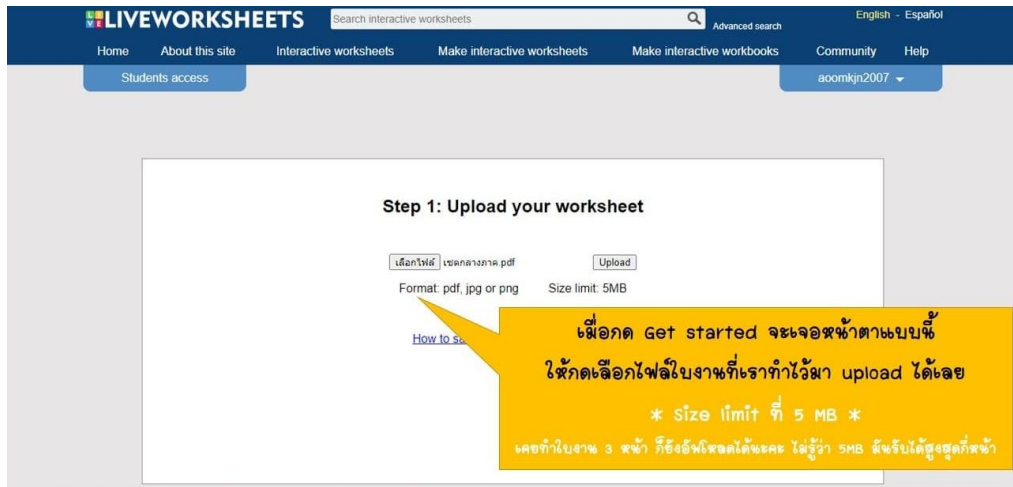 LIVE LIVEWORKSHEETS
Search interactive worksheets
Advanced search
English - Español
Home About this site Interactive worksheets Make interactive worksheets Make interactive workbooks Community Help
Students access
aoomkjn2007
Step 1: Upload your worksheet
เลือกไฟล์ เซตกลางภาค.pdf Upload
Format: pdf, jpg or png Size limit: 5MB
How to
เมื่อกด Get started จะเจอหน้าตาแบบนี้
ให้กดเลือกไฟล์ใบงานที่เราทำไว้มา upload ได้เลย
* Size limit ที่ 5 MB *
เคยทำใบงาน 3 หน้า ก็ยังอัพโหลดได้นะคะ ไม่รู้ว่า 5MB มันรับได้สูงสุดกี่หน้า